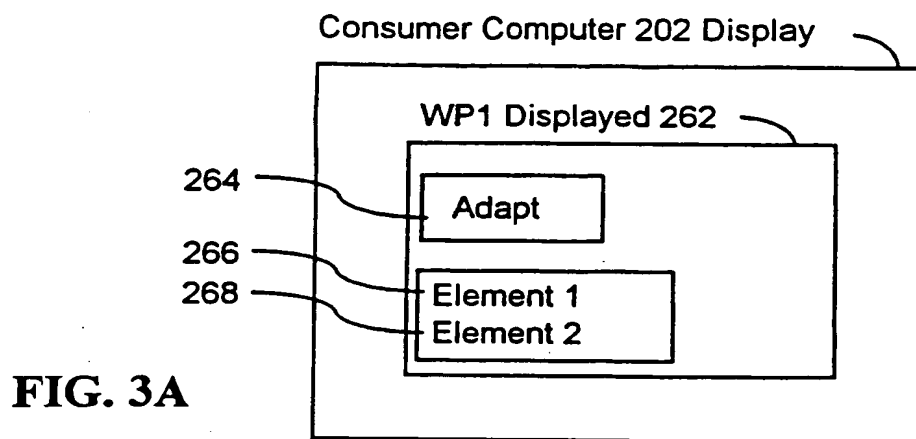 Consumer Computer 202 Display
WP1 Displayed 262
264
Adapt
266
Element 1
268
Element 2
FIG. 3A